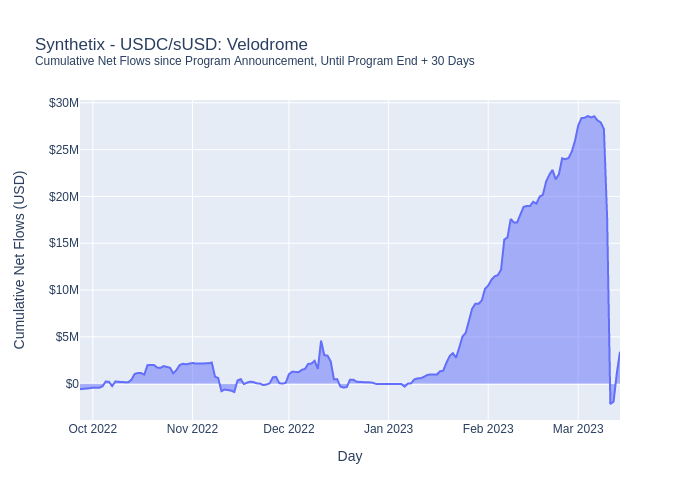 Synthetix - USDC/sUSD: Velodrome
Cumulative Net Flows since Program Announcement, Until Program End + 30 Days
Cumulative Net Flows (USD)
$30M
$25M
$20M
$15M
$10M
$5M
$0
Oct 2022 Nov 2022 Dec 2022 Jan 2023 Feb 2023 Mar 2023
Day